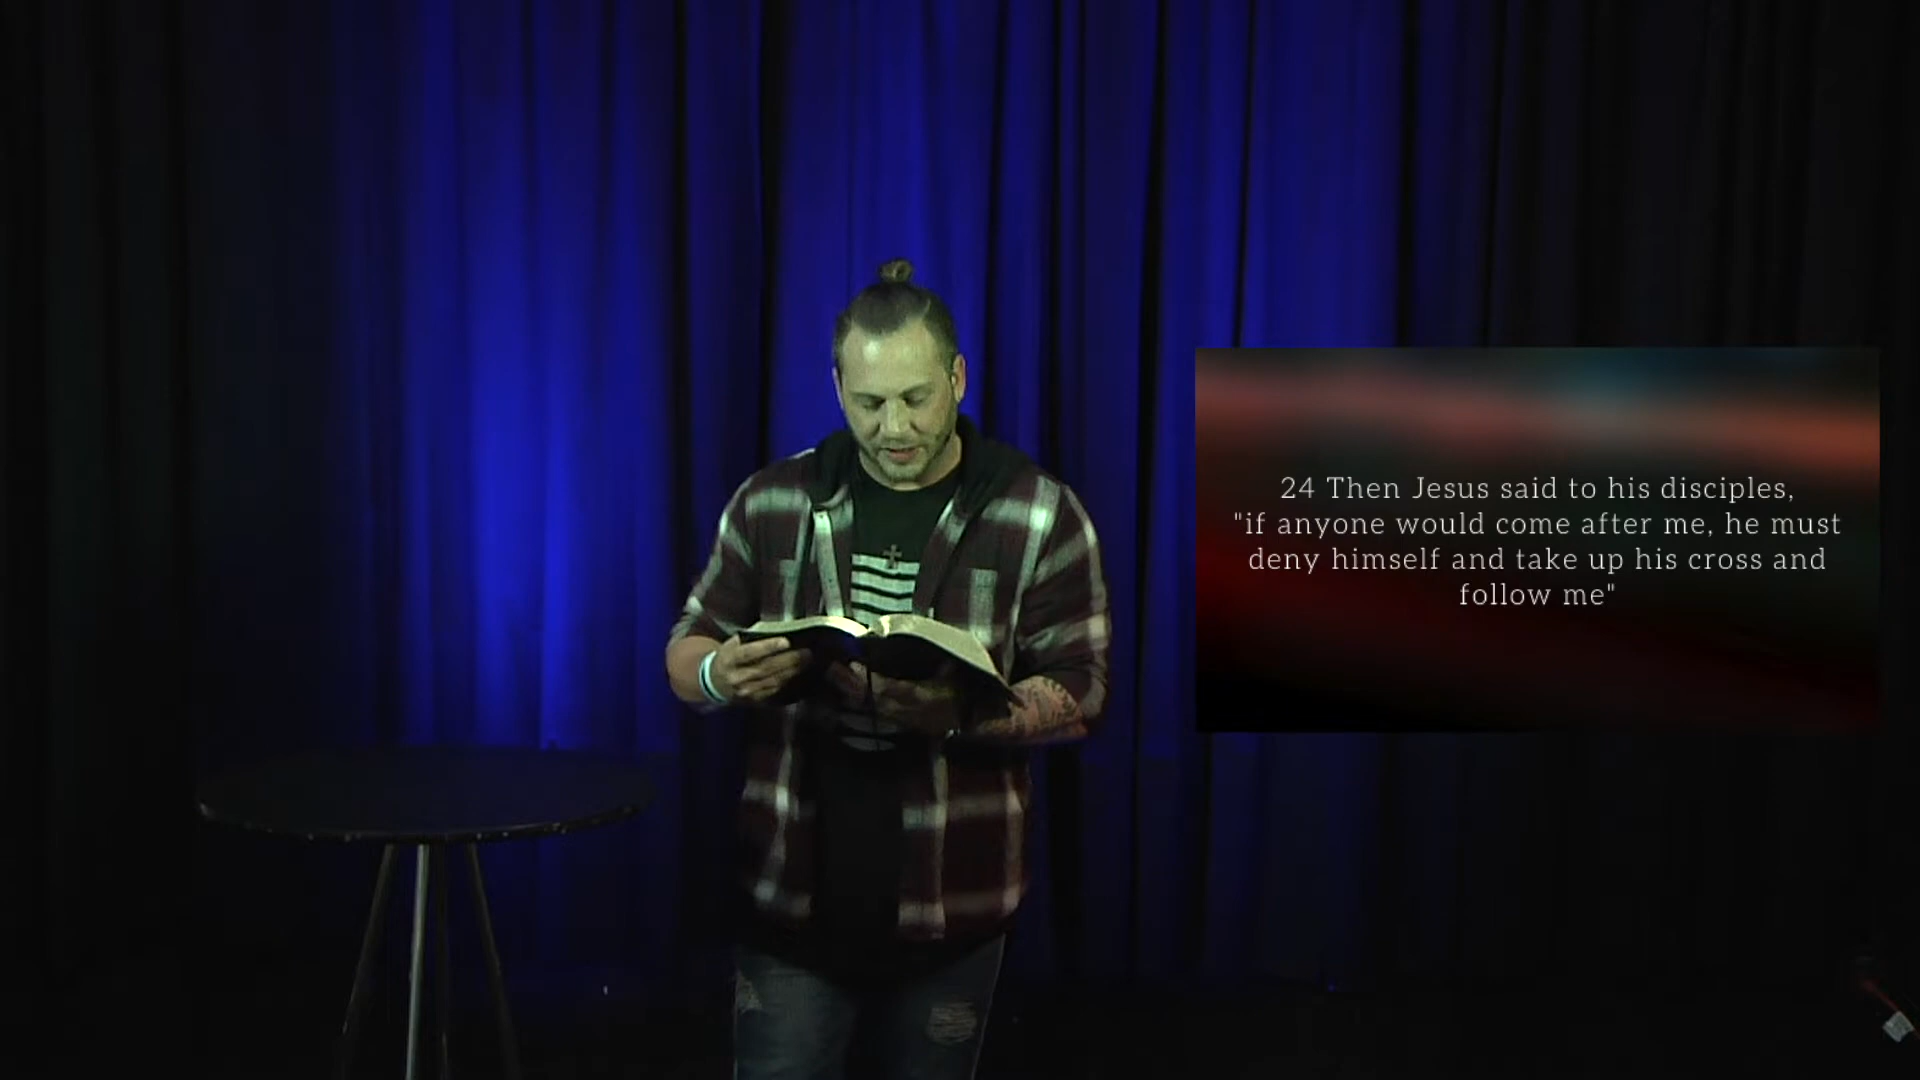 24 Then Jesus said to his disciples,
"if anyone would come after me, he must
deny himself and take up his cross and
follow me"